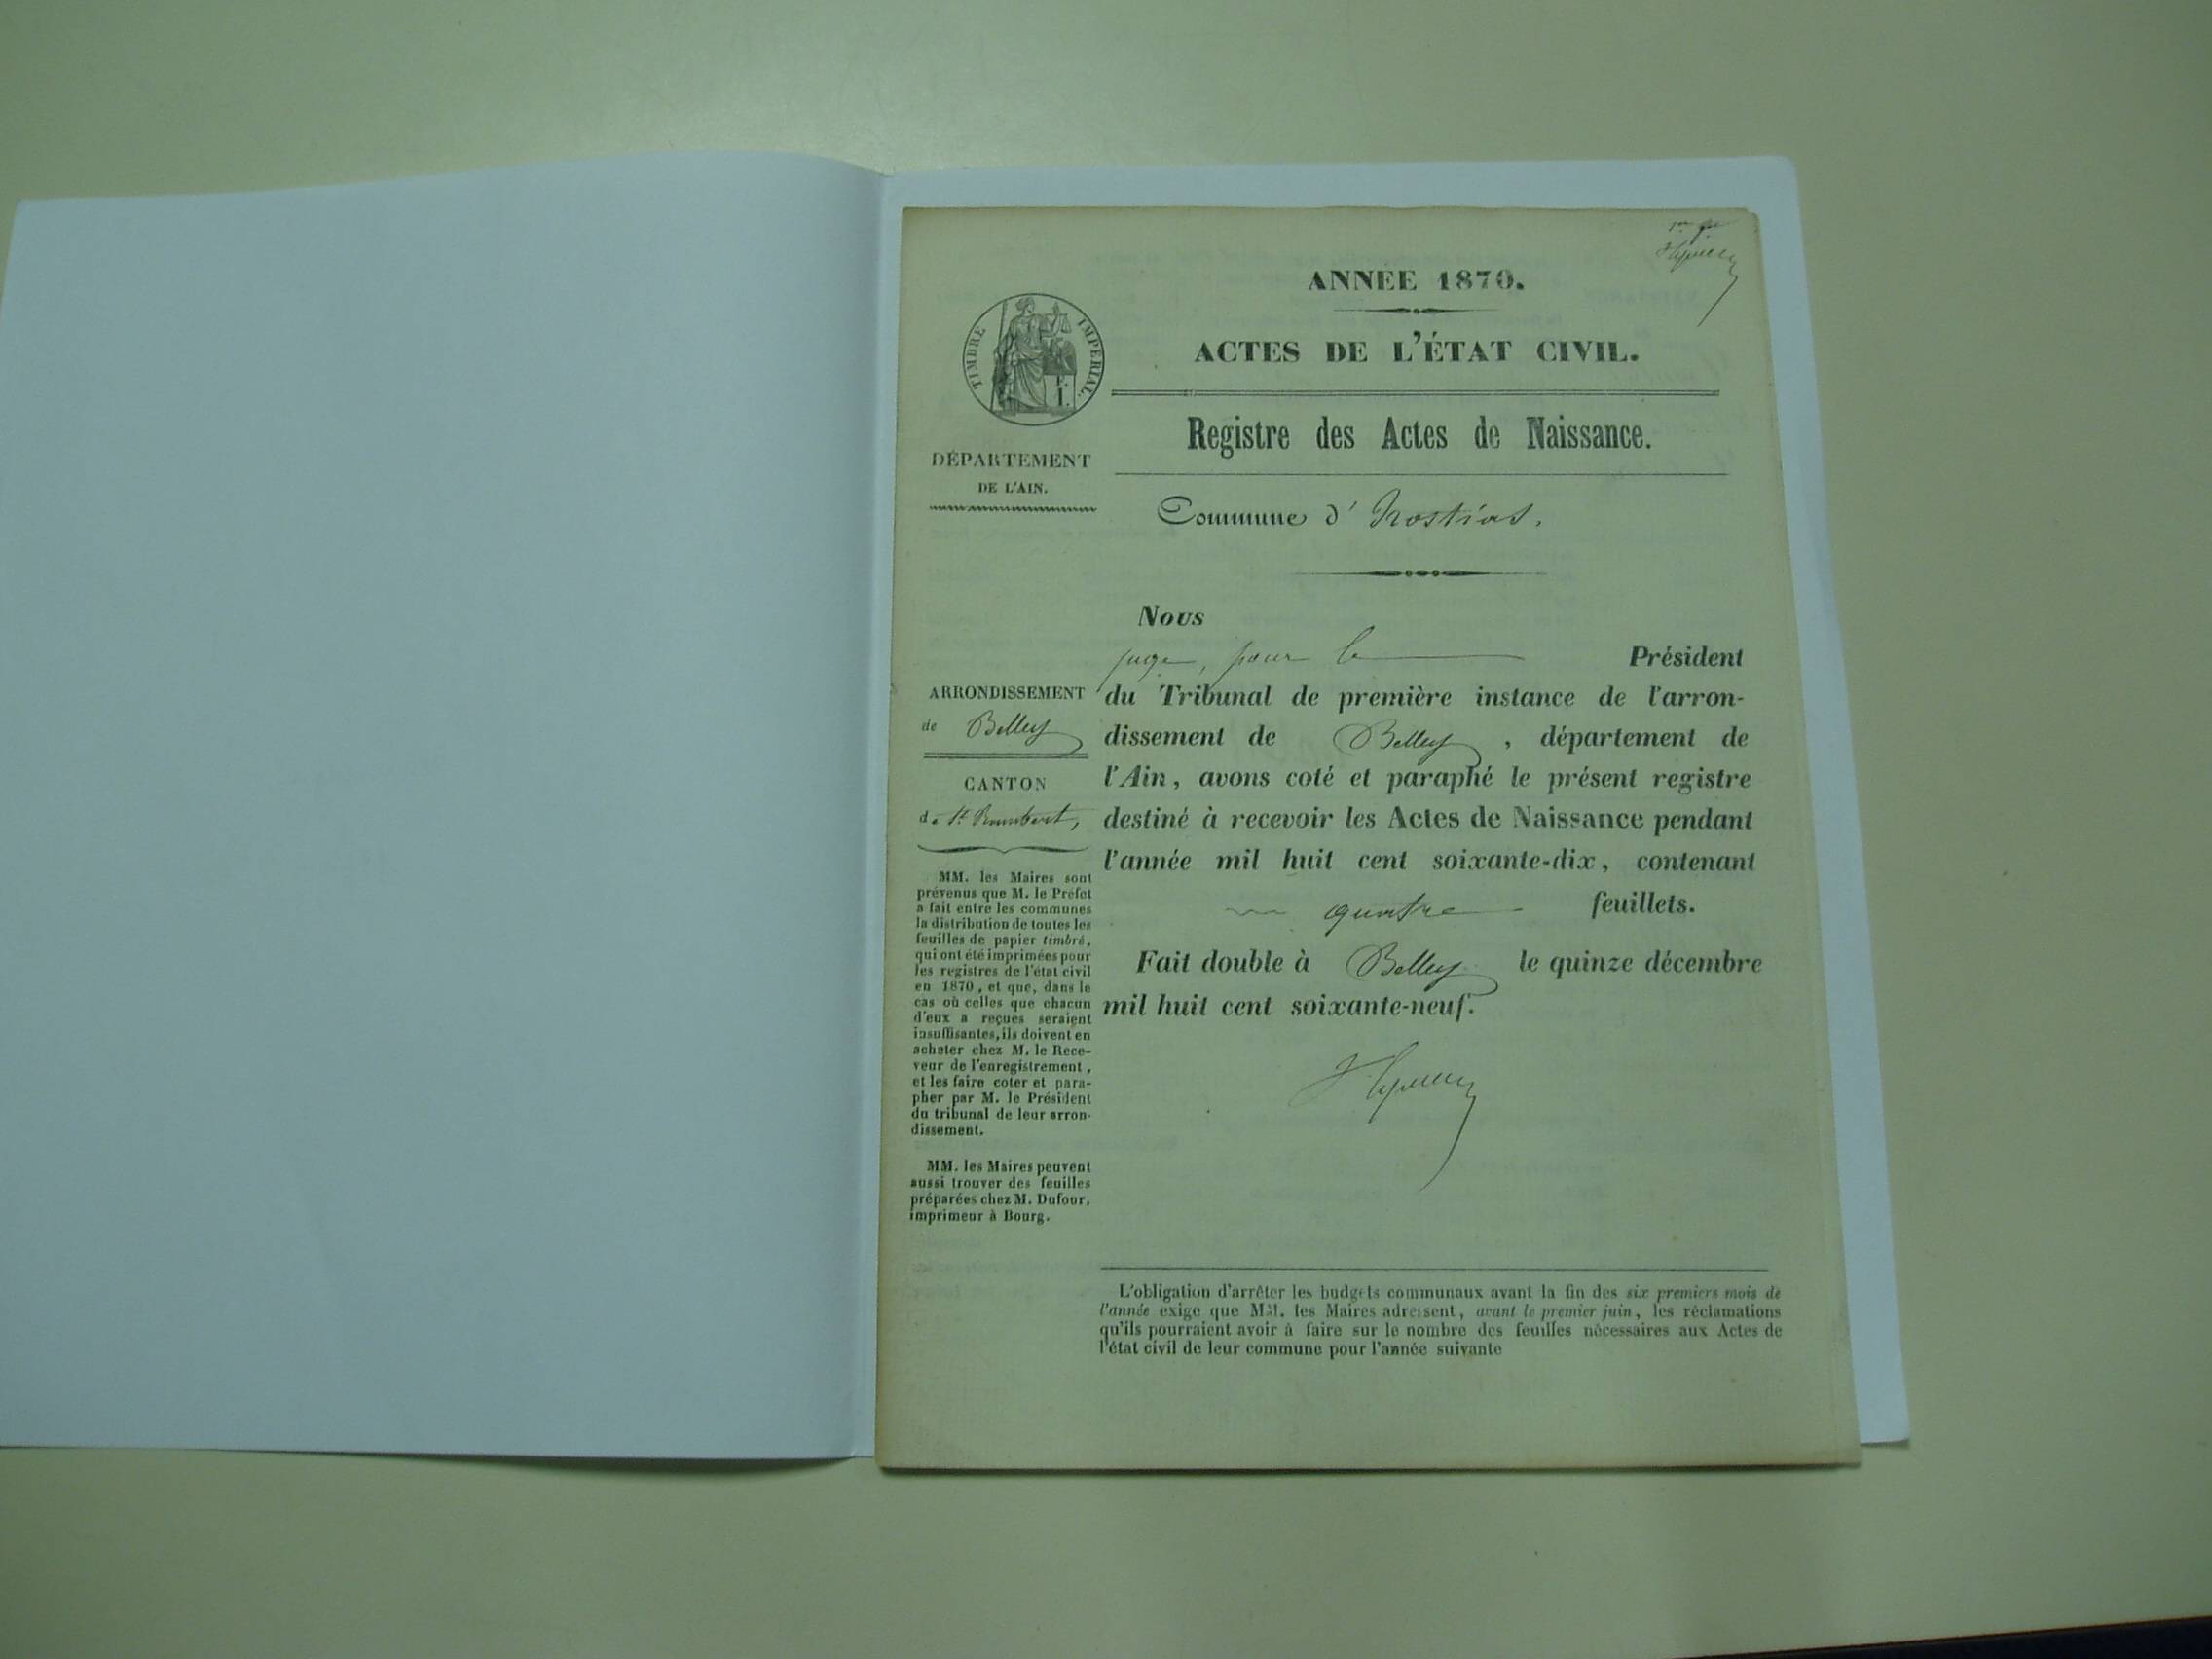 ANNÉE 1870.
ACTES DE L'ÉTAT CIVIL.
Registre des Actes de Naissance.
TIMBRE IMPERIAL.
DÉPARTEMENT
DE L'AIN.
Commune d'
Nous
juge, pour le Président
du Tribunal de première instance de l'arron-
dissement de Belley, département de
l'Ain, avons coté et paraphé le présent registre
destiné à recevoir les Actes de Naissance pendant
l'année mil huit cent soixante-dix, contenant
quatre feuillets.
Fait double à Belley le quinze décembre
mil huit cent soixante-neuf.
ARRONDISSEMENT
de Belley
CANTON
de St Rambert,
MM. les Maires sont
prévenus que M. le Préfet
a fait entre les communes
la distribution de toutes les
feuilles de papier timbré,
qui ont été imprimées pour
les registres de l'état civil
en 1870, et que, dans le
cas où celles que chacun
d'eux a reçues seraient
insuffisantes, ils doivent en
acheter chez M. le Rece-
veur de l'enregistrement,
et les faire coter et para-
pher par M. le Président
du tribunal de leur arron-
dissement.
MM. les Maires peuvent
aussi trouver des feuilles
préparées chez M. Dufour,
imprimeur à Bourg.
L'obligation d'arrêter les budgets communaux avant la fin des six premiers mois de
l'année exige que MM. les Maires adressent, avant le premier juin, les réclamations
qu'ils pourraient avoir à faire sur le nombre des feuilles nécessaires aux Actes de
l'état civil de leur commune pour l'année suivante